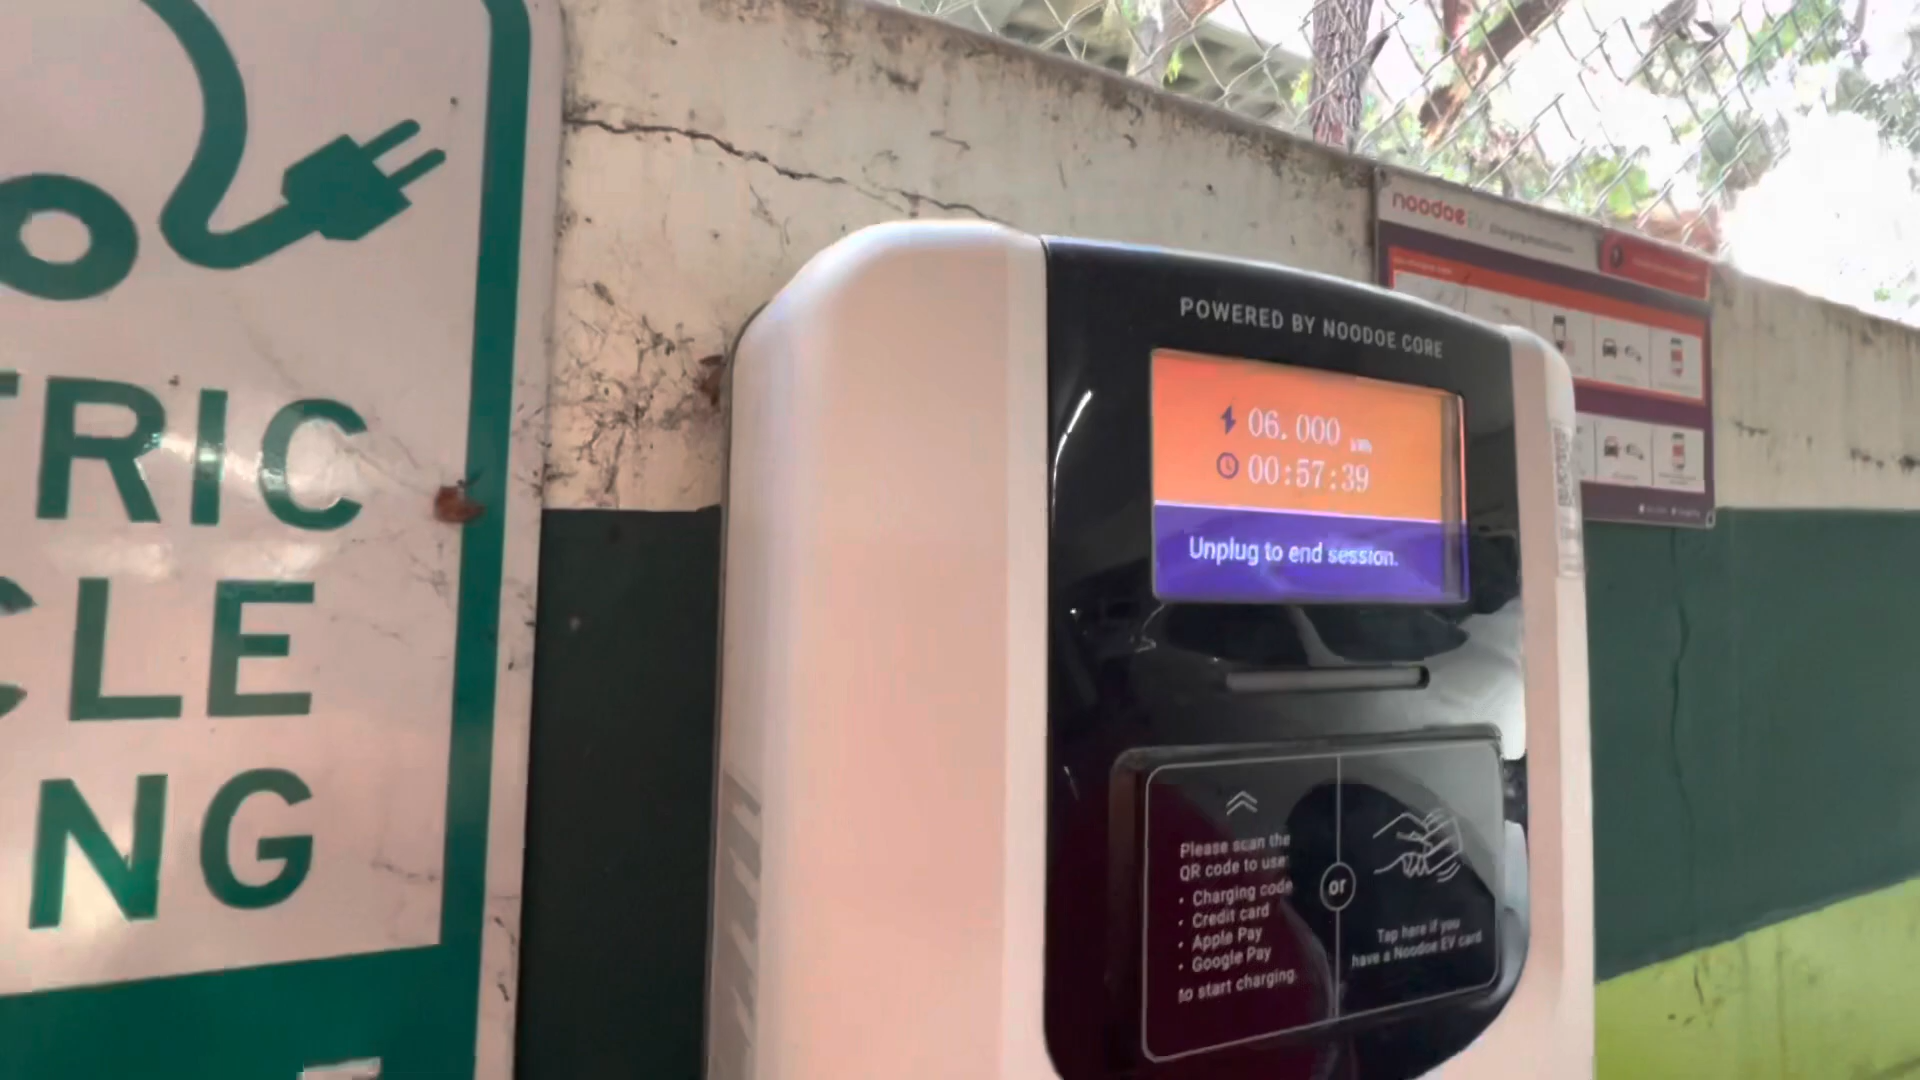 TRIC
CLE
NG
noodoe EV
POWERED BY NOODOE CORE
06.000 kWh
00:57:39
Unplug to end session.
Please scan the
QR code to use:
• Charging code
• Credit card
• Apple Pay
• Google Pay
to start charging.
or
Tap here if you
have a Noodoe EV card